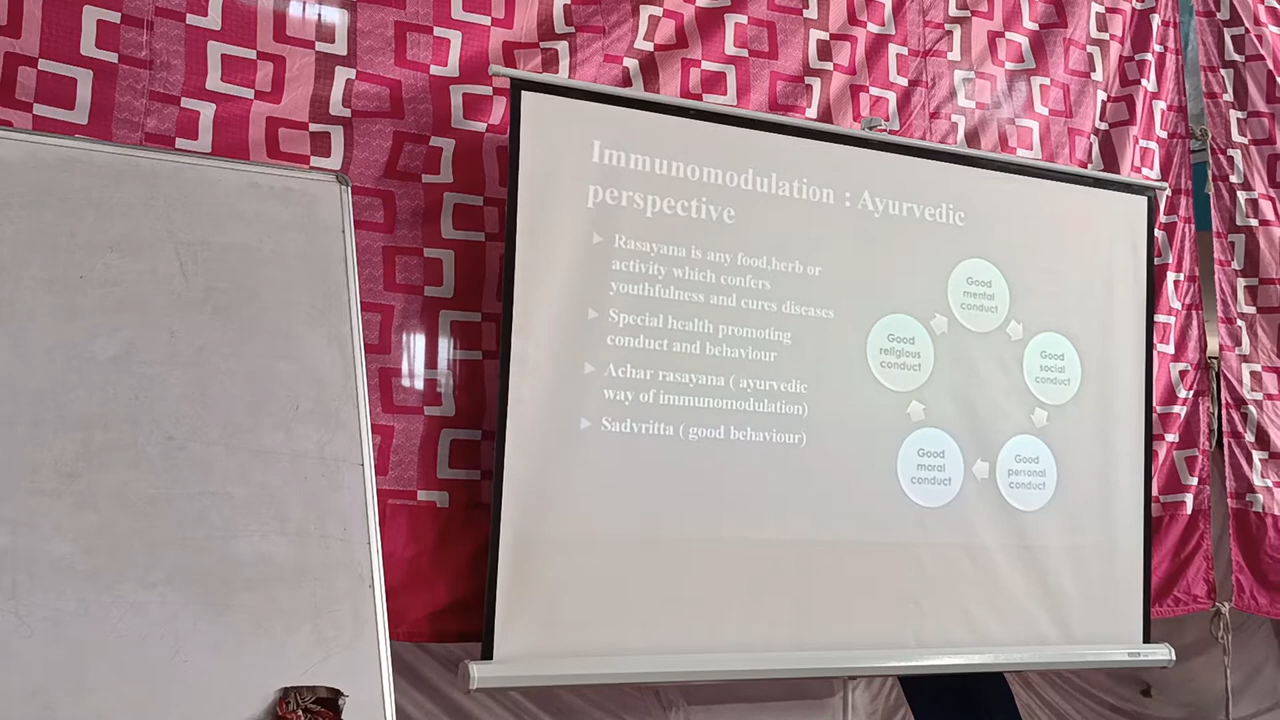 Immunomodulation : Ayurvedic
perspective
Rasayana is any food,herb or
activity which confers
youthfulness and cures diseases
Special health promoting
conduct and behaviour
Achar rasayana ( ayurvedic
way of immunomodulation)
Sadvritta ( good behaviour)
Good
mental
conduct
Good
social
conduct
Good
personal
conduct
Good
moral
conduct
Good
religious
conduct